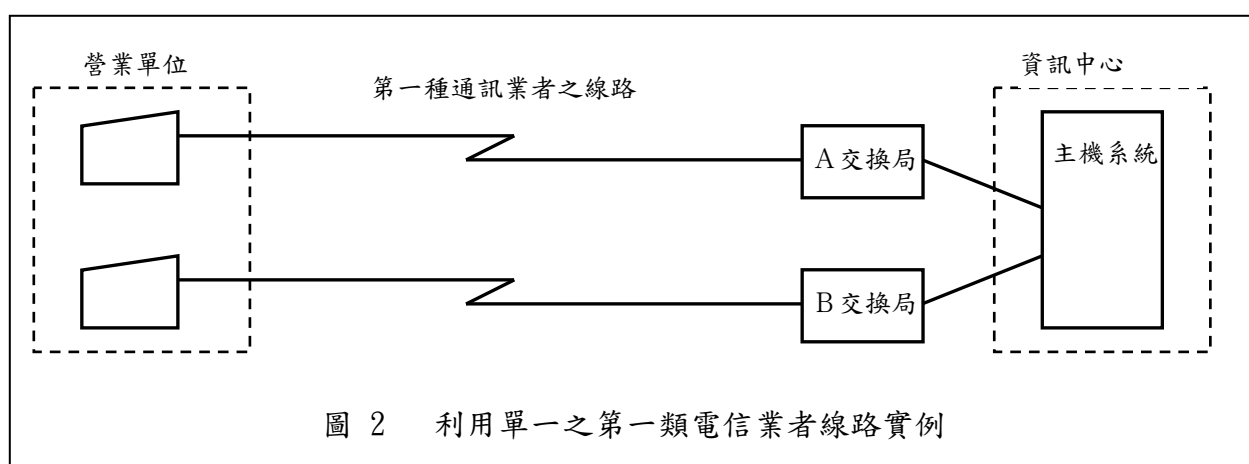 營業單位
資訊中心
第一種通訊業者之線路
A交換局
主機系統
B交換局
圖 2 利用單一之第一類電信業者線路實例